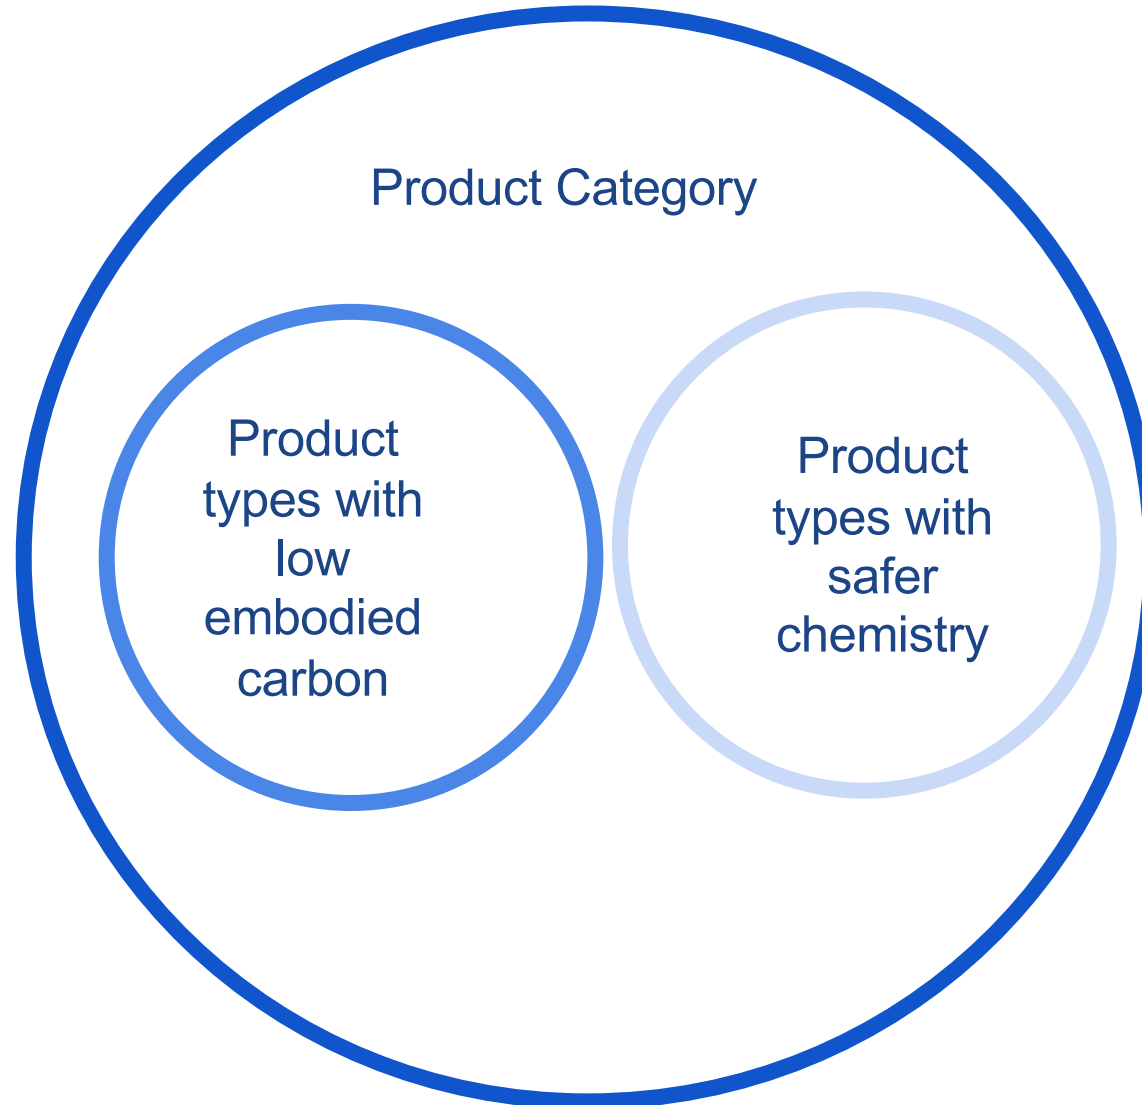 Product Category
Product
types with
low
embodied
carbon
Product
types with
safer
chemistry